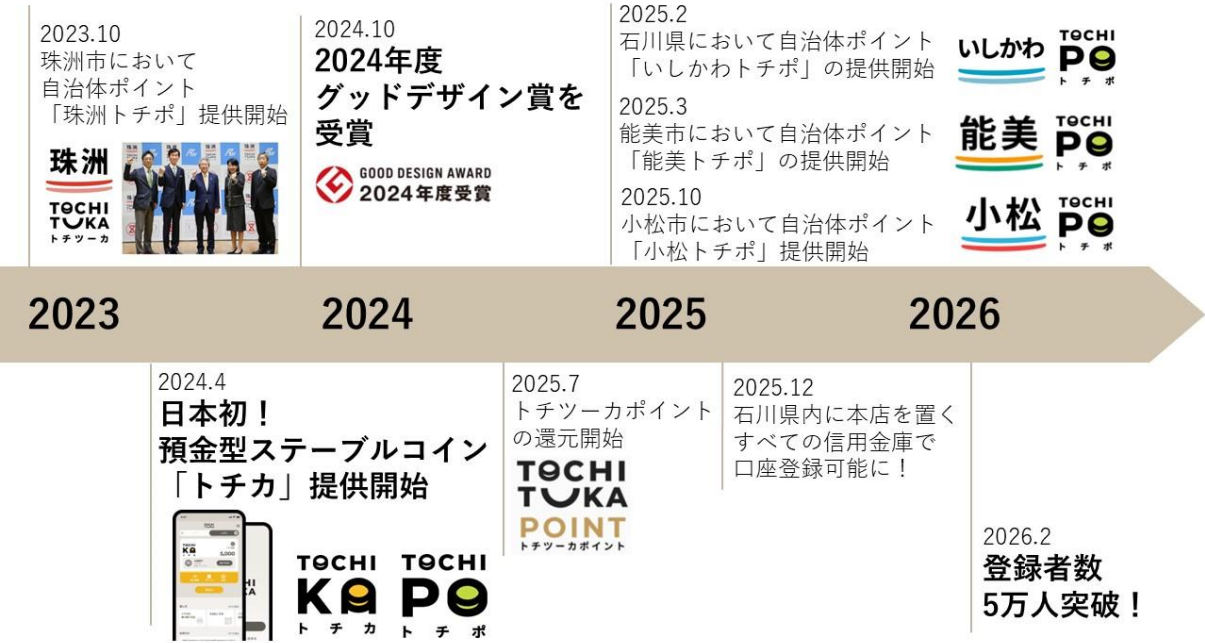 2023.10
珠洲市において
自治体ポイント
「珠洲トチポ」提供開始
珠洲
TOCHI
TUKA
トチツーカ
2024.10
2024年度
グッドデザイン賞を
受賞
GOOD DESIGN AWARD
2024年度受賞
2025.2
石川県において自治体ポイント
「いしかわトチポ」の提供開始
いしかわ TOCHI
PO
トチポ
2025.3
能美市において自治体ポイント
「能美トチポ」の提供開始
能美 TOCHI
PO
トチポ
2025.10
小松市において自治体ポイント
「小松トチポ」提供開始
小松 TOCHI
PO
トチポ
2023 2024 2025 2026
2024.4
日本初！
預金型ステーブルコイン
「トチカ」提供開始
TOCHI
KA
トチカ
TOCHI
PO
トチポ
2025.7
トチツーカポイント
の還元開始
TOCHI
TUKA
POINT
トチツーカポイント
2025.12
石川県内に本店を置く
すべての信用金庫で
口座登録可能に！
2026.2
登録者数
5万人突破！